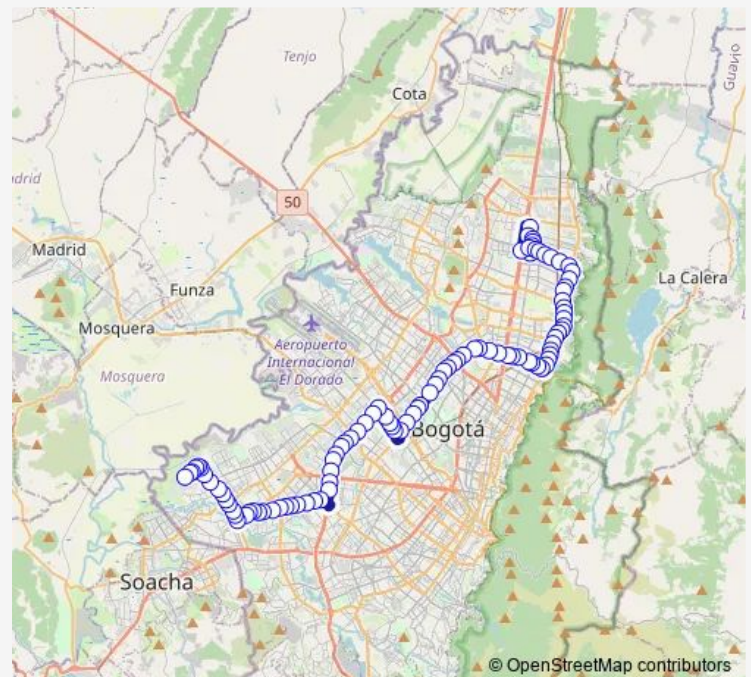 Tenjo
Guavio
Cota
50
Madrid
Funza
La Calera
Mosquera
Aeropuerto
Internacional
El Dorado
Mosquera
Bogotá
Soacha
© OpenStreetMap contributors